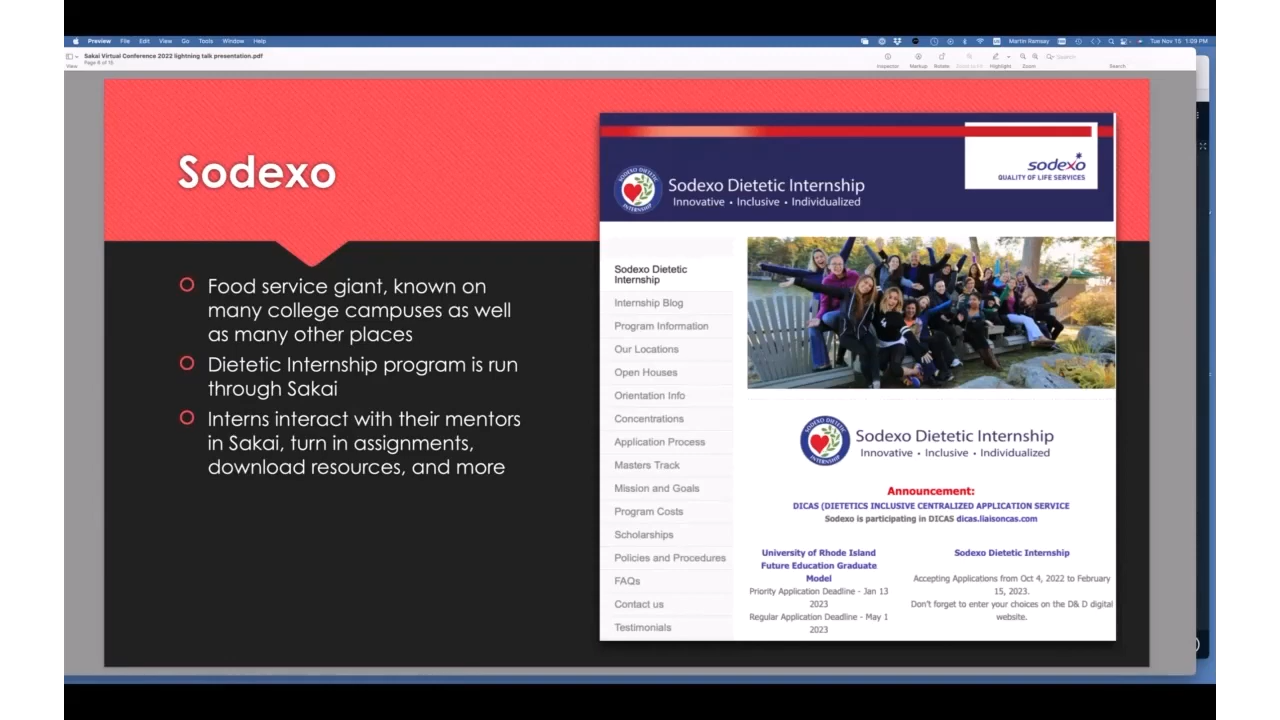 Preview File Edit View Go Tools Window Help
Martin Ramsay
Tue Nov 15 1:09 PM
Sakai Virtual Conference 2022 lightning talk presentation.pdf
Page 6 of 15
View
Inspector Markup Rotate Highlight Zoom
Search
Search
Sodexo
Food service giant, known on
many college campuses as well
as many other places
Dietetic Internship program is run
through Sakai
Interns interact with their mentors
in Sakai, turn in assignments,
download resources, and more
sodexo
QUALITY OF LIFE SERVICES
SODEXO DIETETIC
INTERNSHIP
Sodexo Dietetic Internship
Innovative • Inclusive • Individualized
Sodexo Dietetic
Internship
Internship Blog
Program Information
Our Locations
Open Houses
Orientation Info
Concentrations
Application Process
Masters Track
Mission and Goals
Program Costs
Scholarships
Policies and Procedures
FAQs
Contact us
Testimonials
SODEXO DIETETIC
INTERNSHIP
Sodexo Dietetic Internship
Innovative • Inclusive • Individualized
Announcement:
DICAS (DIETETICS INCLUSIVE CENTRALIZED APPLICATION SERVICE
Sodexo is participating in DICAS dicas.liaisoncas.com
University of Rhode Island
Future Education Graduate
Model
Priority Application Deadline - Jan 13
2023
Regular Application Deadline - May 1
2023
Sodexo Dietetic Internship
Accepting Applications from Oct 4, 2022 to February
15, 2023.
Don't forget to enter your choices on the D& D digital
website.